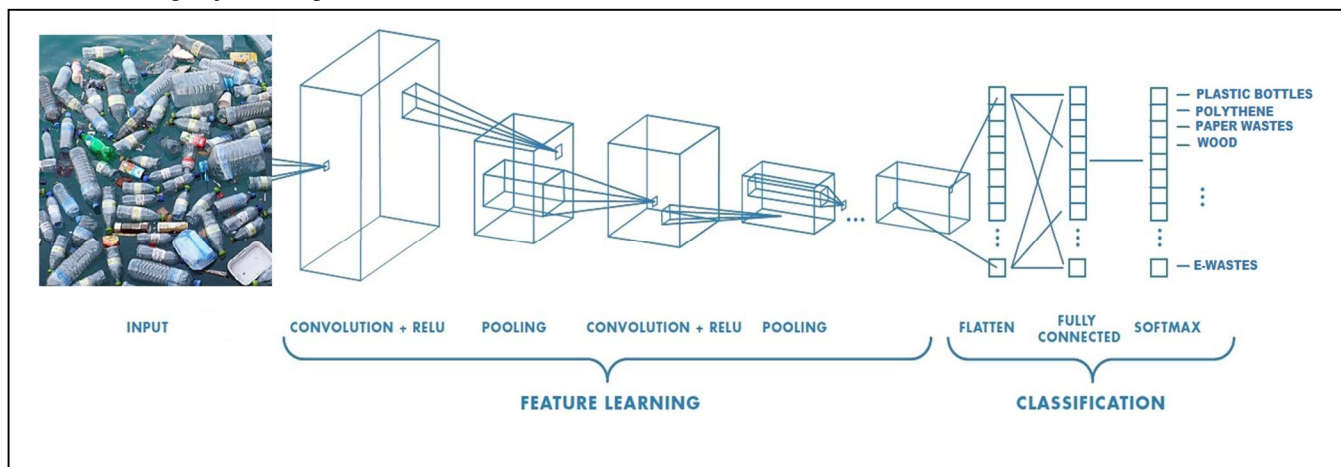 PLASTIC BOTTLES
POLYTHENE
PAPER WASTES
WOOD
E-WASTES
INPUT
CONVOLUTION + RELU
POOLING
CONVOLUTION + RELU
POOLING
FLATTEN
FULLY
CONNECTED
SOFTMAX
FEATURE LEARNING
CLASSIFICATION